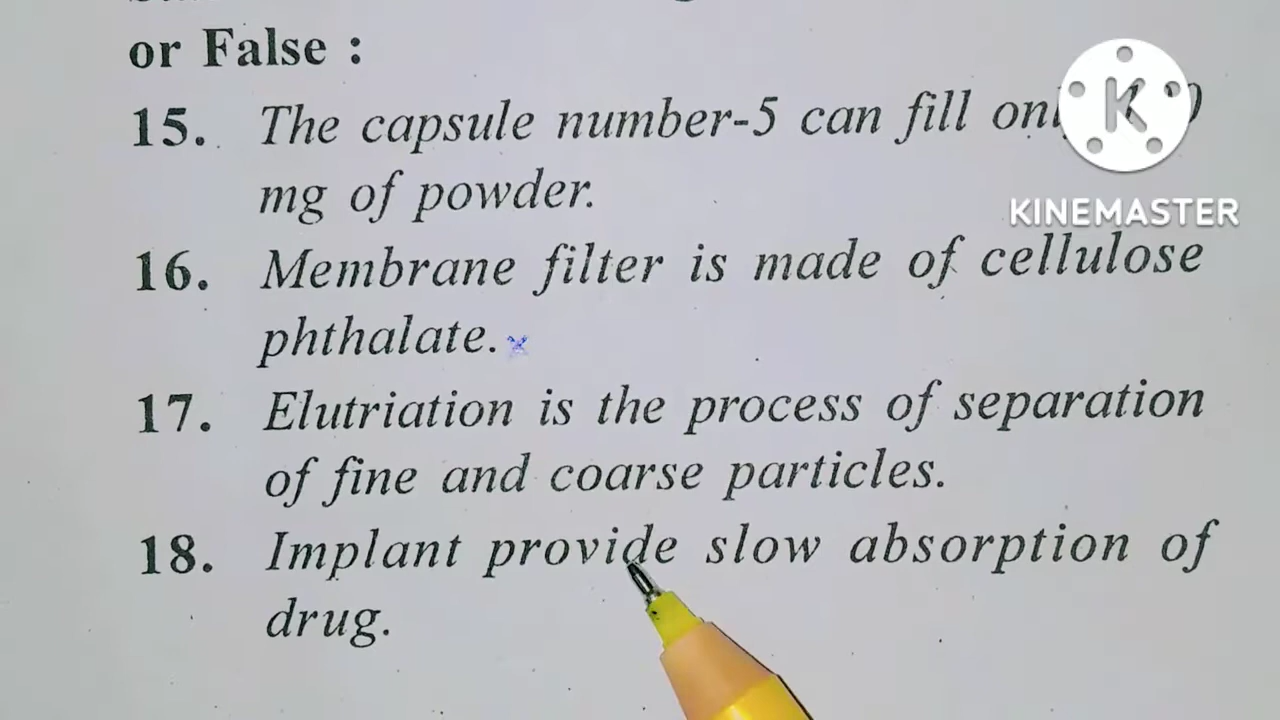 or False :
15. The capsule number-5 can fill
mg of powder.
KINEMASTER
16. Membrane filter is made of cellulose
phthalate.
17. Elutriation is the process of separation
of fine and coarse particles.
18. Implant provide slow absorption of
drug.